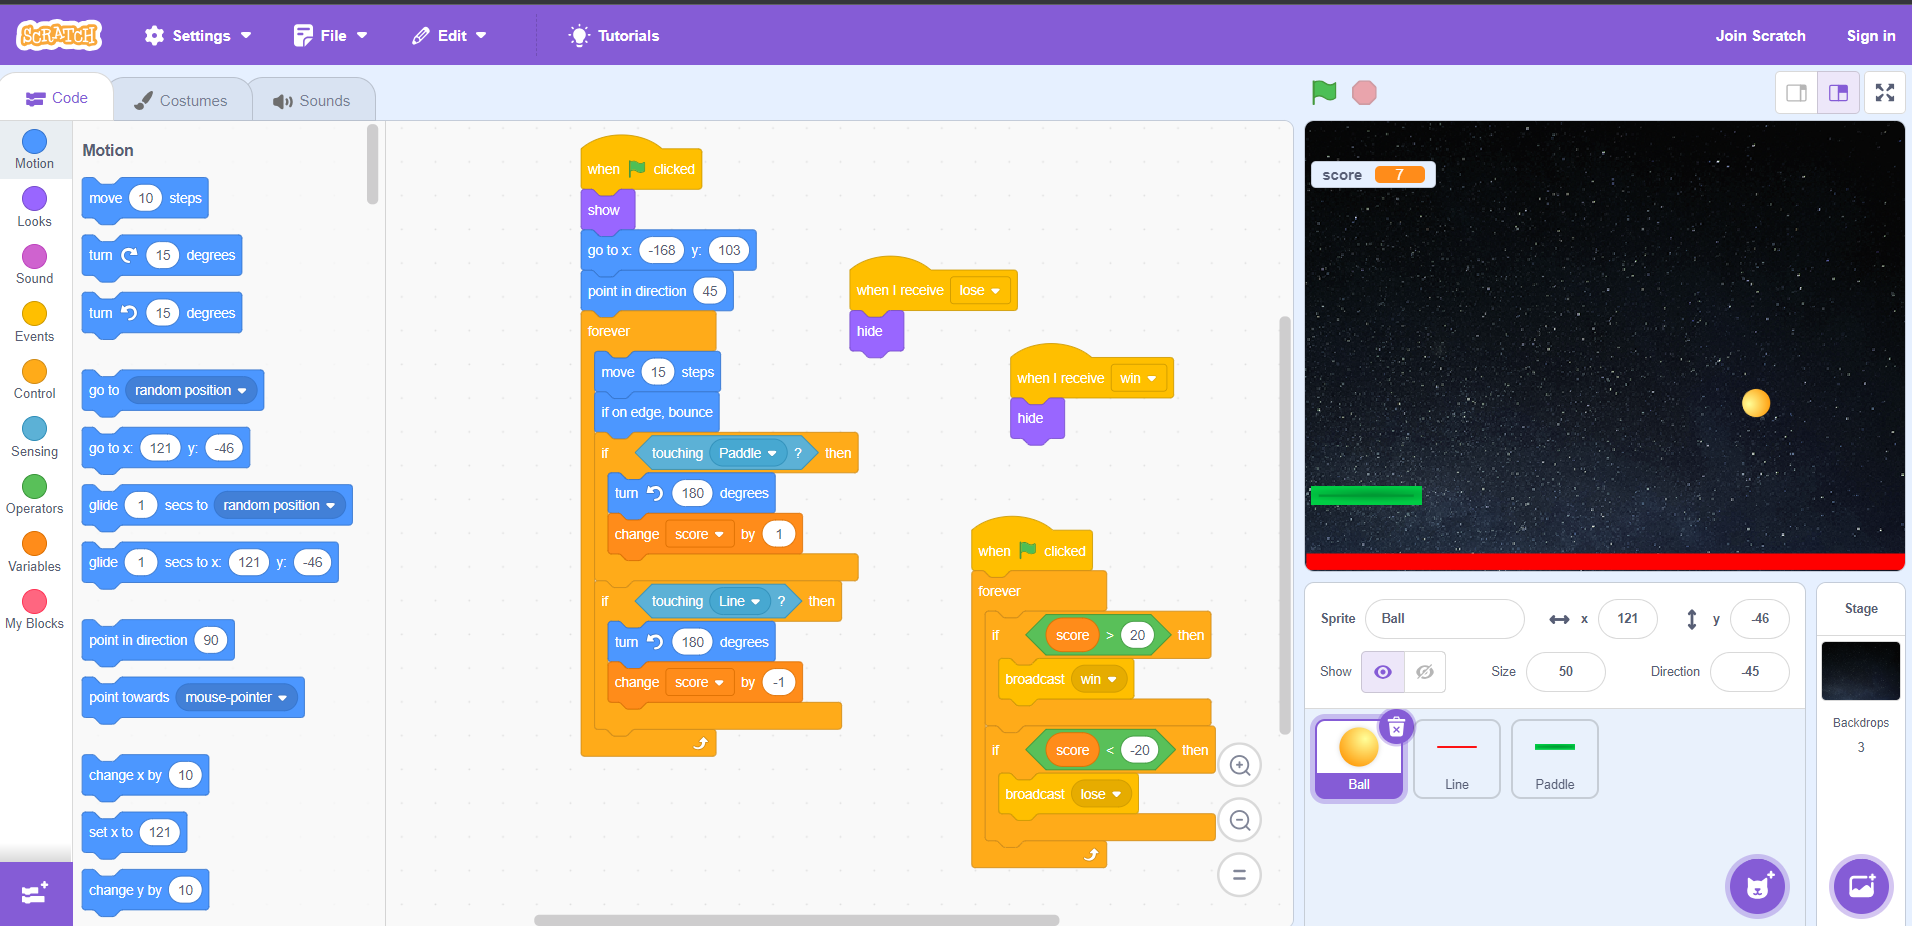 SCRATCH Settings File Edit Tutorials Join Scratch Sign in
Code Costumes Sounds
Motion
Looks
Sound
Events
Control
Sensing
Operators
Variables
My Blocks
Motion
move 10 steps
turn 15 degrees
turn 15 degrees
go to random position
go to x: 121 y: -46
glide 1 secs to random position
glide 1 secs to x: 121 y: -46
point in direction 90
point towards mouse-pointer
change x by 10
set x to 121
change y by 10
when clicked
show
go to x: -168 y: 103
point in direction 45
forever
move 15 steps
if on edge, bounce
if touching Paddle ? then
turn 180 degrees
change score by 1
if touching Line ? then
turn 180 degrees
change score by -1
when I receive lose
hide
when I receive win
hide
when clicked
forever
if score > 20 then
broadcast win
if score < -20 then
broadcast lose
score 7
Sprite Ball x 121 y -46
Show Size 50 Direction -45
Ball
Line
Paddle
Stage
Backdrops
3